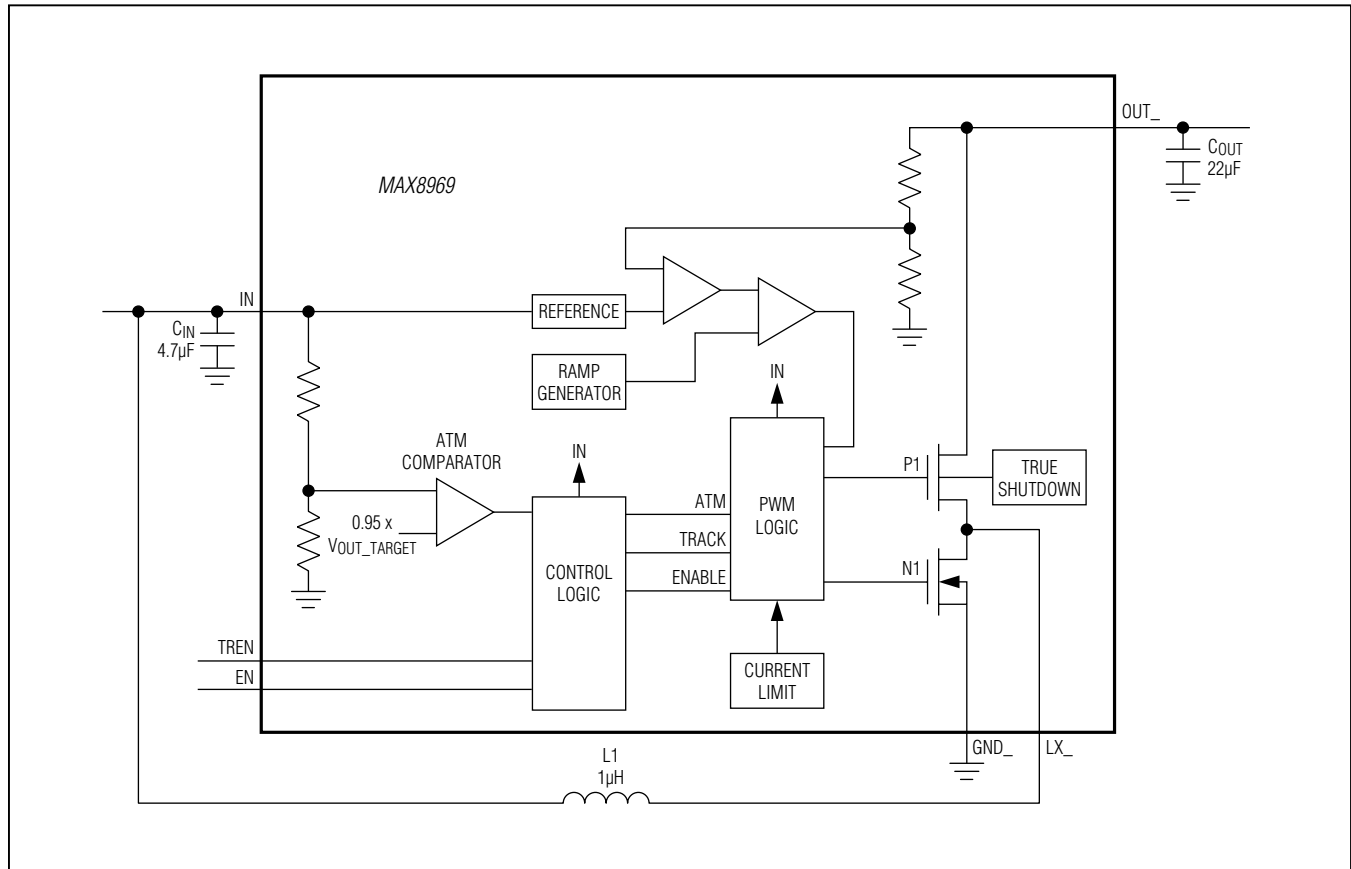 OUT_
COUT
22µF
MAX8969
IN
CIN
4.7µF
REFERENCE
RAMP
GENERATOR
IN
ATM
COMPARATOR
IN
0.95 x
VOUT_TARGET
CONTROL
LOGIC
ATM
TRACK
ENABLE
PWM
LOGIC
P1
TRUE
SHUTDOWN
N1
TREN
EN
CURRENT
LIMIT
GND_
LX_
L1
1µH